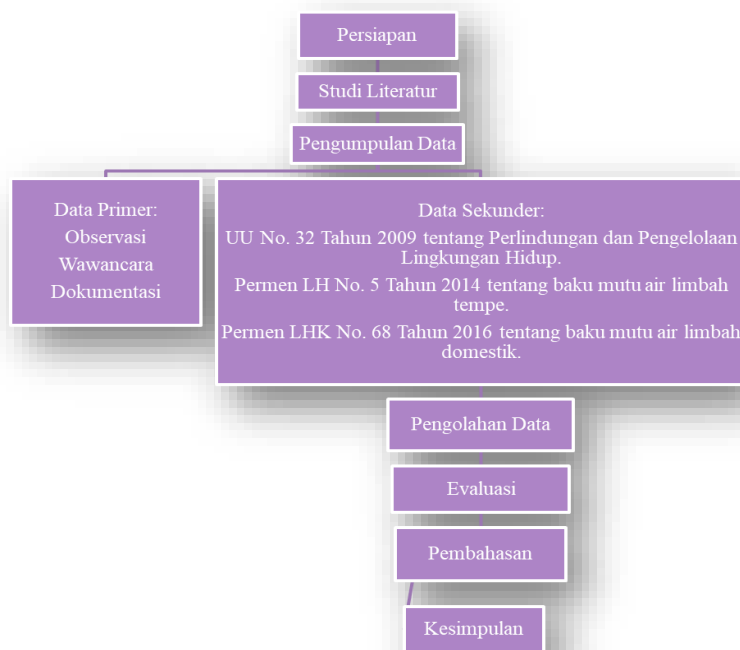 Persiapan
Studi Literatur
Pengumpulan Data
Data Primer:
Observasi
Wawancara
Dokumentasi
Data Sekunder:
UU No. 32 Tahun 2009 tentang Perlindungan dan Pengelolaan
Lingkungan Hidup.
Permen LH No. 5 Tahun 2014 tentang baku mutu air limbah
tempe.
Permen LHK No. 68 Tahun 2016 tentang baku mutu air limbah
domestik.
Pengolahan Data
Evaluasi
Pembahasan
Kesimpulan